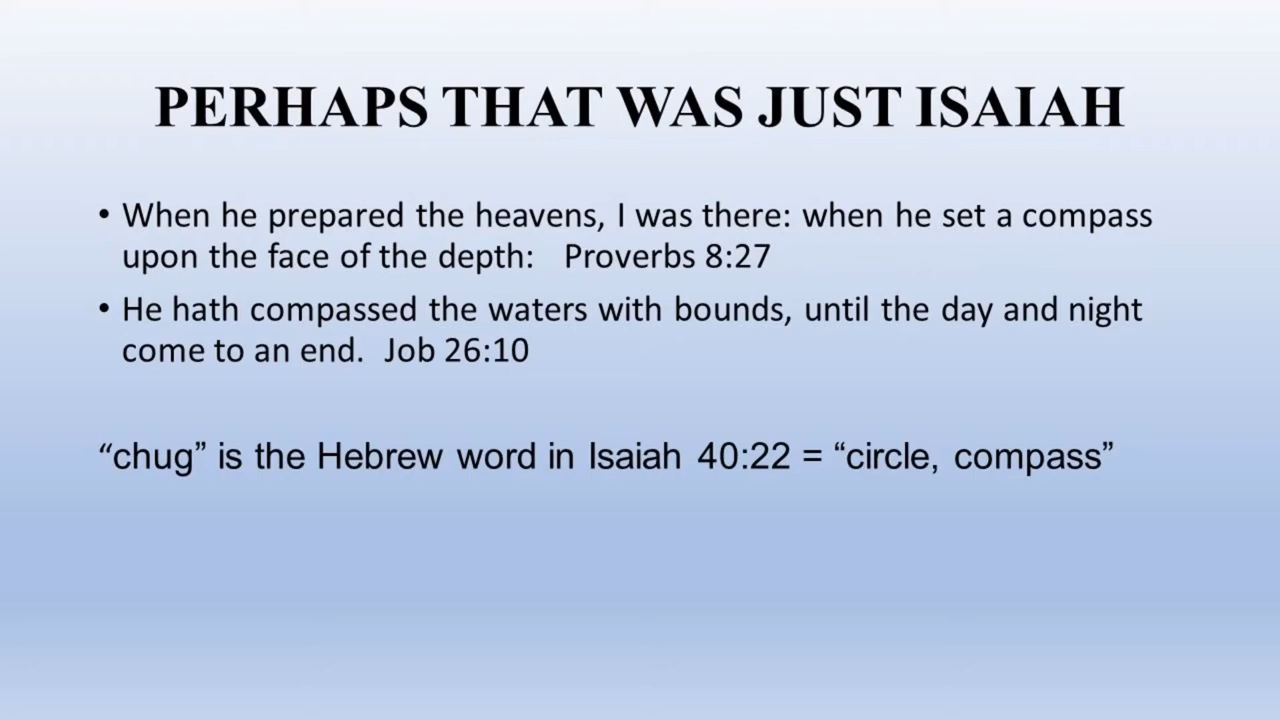 PERHAPS THAT WAS JUST ISAIAH
• When he prepared the heavens, I was there: when he set a compass
upon the face of the depth: Proverbs 8:27
• He hath compassed the waters with bounds, until the day and night
come to an end. Job 26:10
“chug” is the Hebrew word in Isaiah 40:22 = “circle, compass”